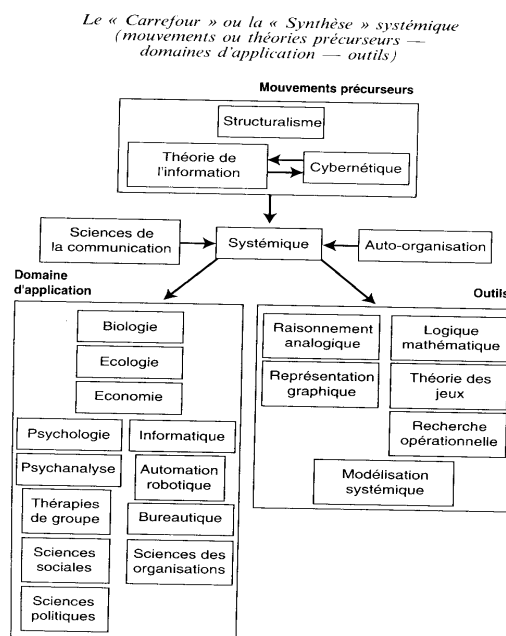 Le « Carrefour » ou la « Synthèse » systémique
(mouvements ou théories précurseurs —
domaines d'application — outils)
Mouvements précurseurs
Structuralisme
Théorie de
l'information
Cybernétique
Sciences de
la communication
Systémique
Auto-organisation
Domaine
d'application
Biologie
Ecologie
Economie
Psychologie
Informatique
Psychanalyse
Automation
robotique
Thérapies
de groupe
Bureautique
Sciences
sociales
Sciences des
organisations
Sciences
politiques
Outils
Raisonnement
analogique
Logique
mathématique
Représentation
graphique
Théorie des
jeux
Recherche
opérationnelle
Modélisation
systémique